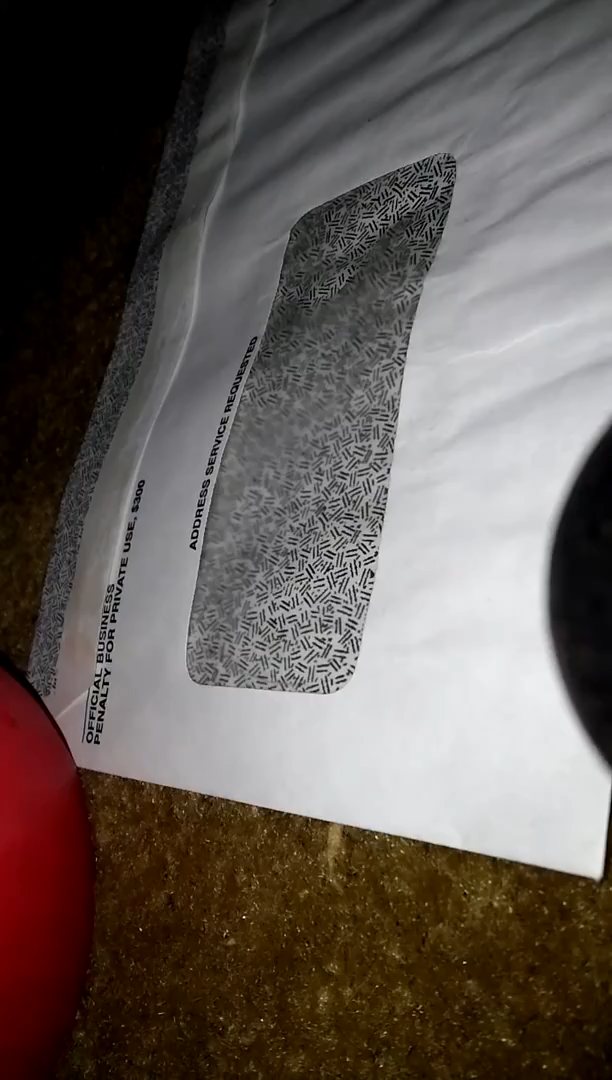 OFFICIAL BUSINESS
PENALTY FOR PRIVATE USE, $300
ADDRESS SERVICE REQUESTED